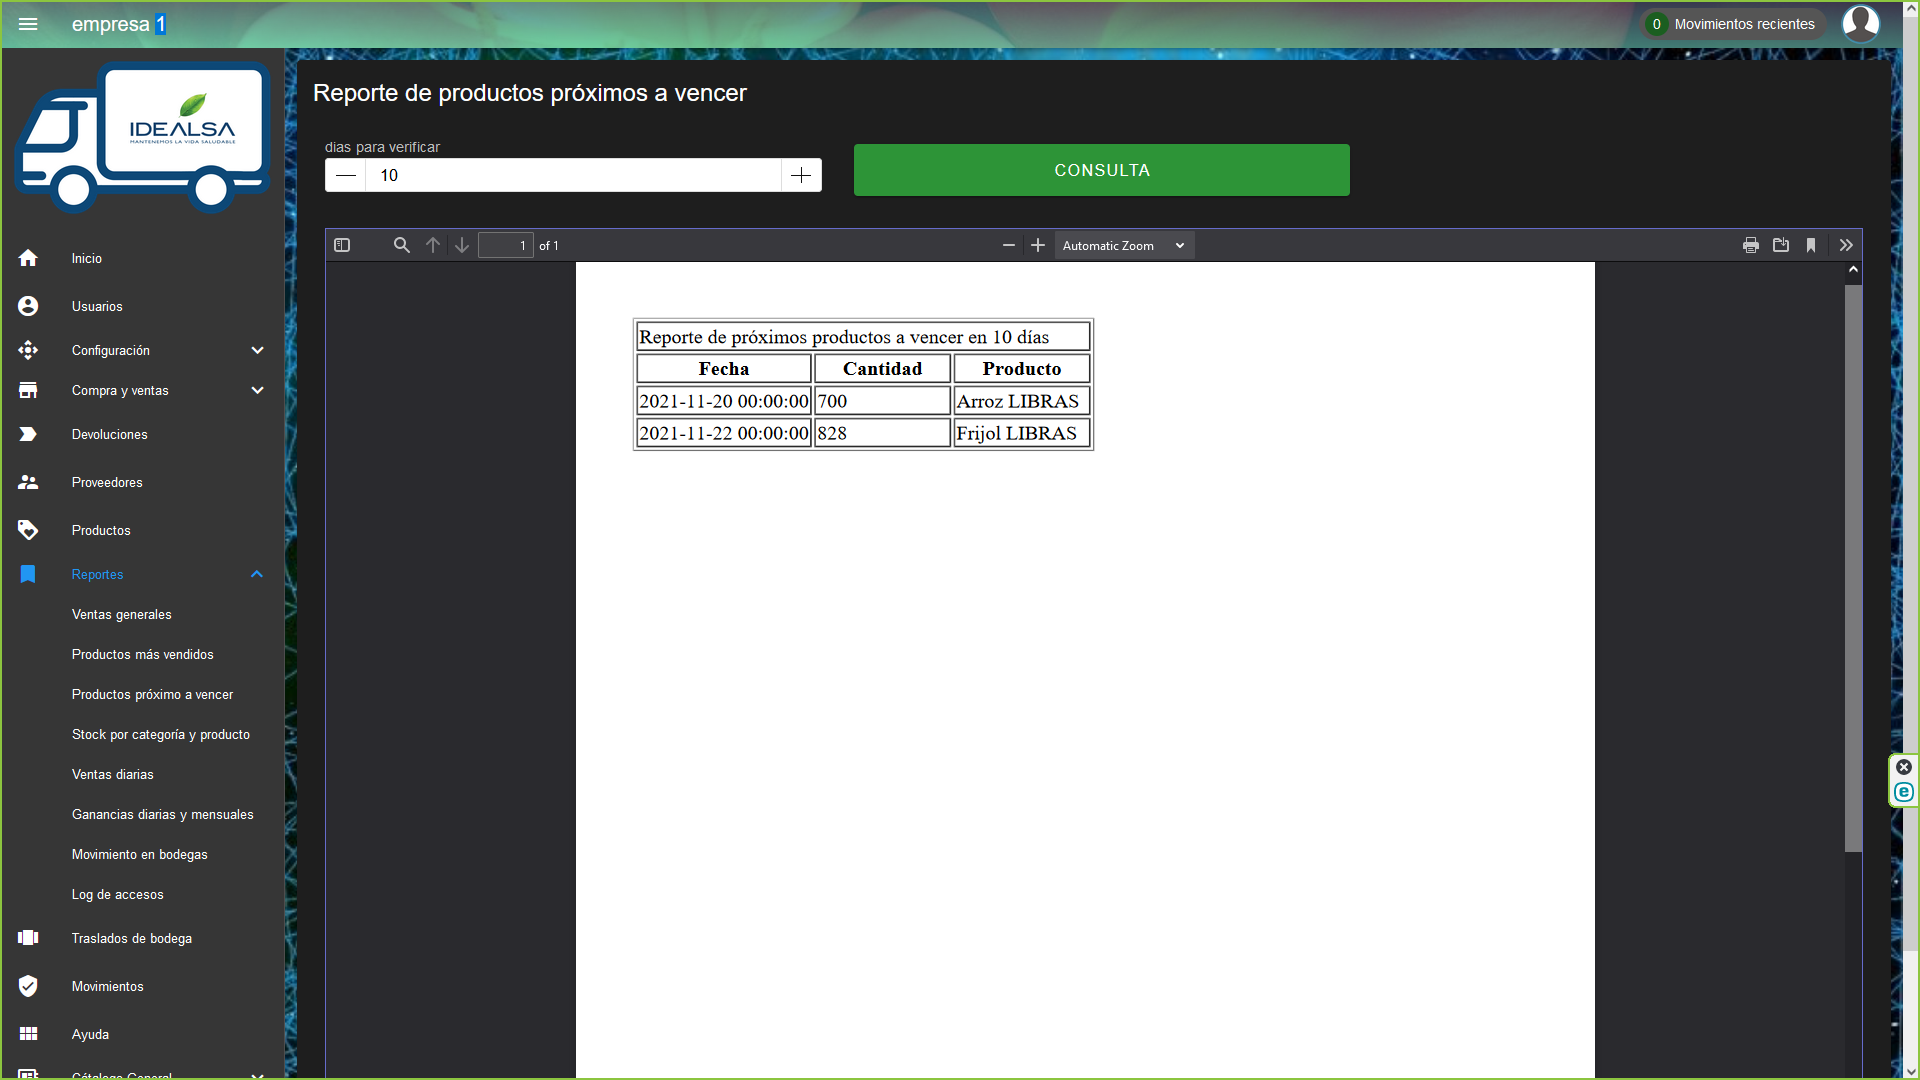 empresa 1
0 Movimientos recientes
IDEALSA
MANTENEMOS LA VIDA SALUDABLE
Inicio
Usuarios
Configuración
Compra y ventas
Devoluciones
Proveedores
Productos
Reportes
Ventas generales
Productos más vendidos
Productos próximo a vencer
Stock por categoría y producto
Ventas diarias
Ganancias diarias y mensuales
Movimiento en bodegas
Log de accesos
Traslados de bodega
Movimientos
Ayuda
Cátalogo General
Reporte de productos próximos a vencer
dias para verificar
10
CONSULTA
1 of 1
Automatic Zoom
Reporte de próximos productos a vencer en 10 días
Fecha Cantidad Producto
2021-11-20 00:00:00 700 Arroz LIBRAS
2021-11-22 00:00:00 828 Frijol LIBRAS